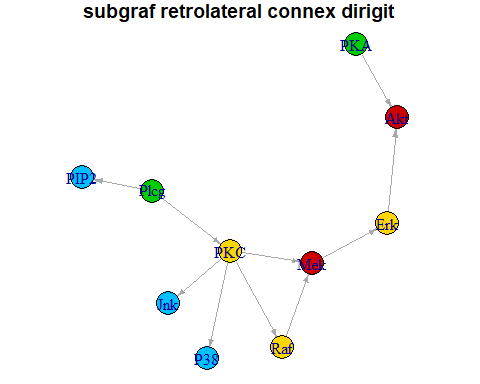 subgraf retrolateral connex dirigit
PKA
Akt
PIP2
Plcg
Erk
PKC
Mek
Jnk
Raf
P38